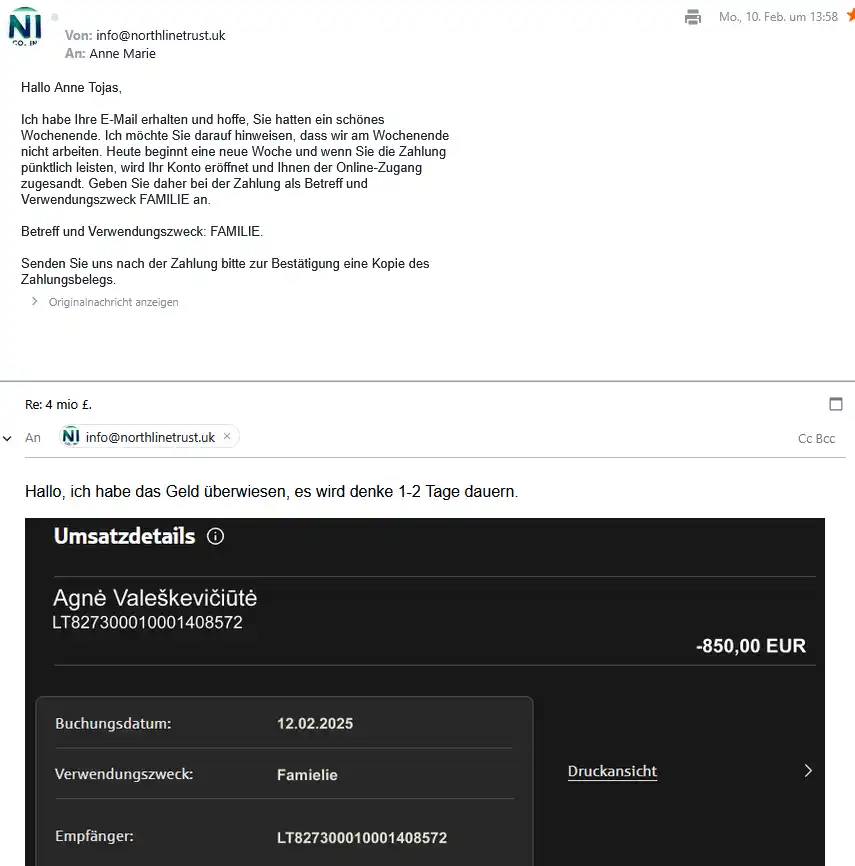 NI
CO. IN
Von: info@northlinetrust.uk
An: Anne Marie
Mo., 10. Feb. um 13:58
Hallo Anne Tojas,
Ich habe Ihre E-Mail erhalten und hoffe, Sie hatten ein schönes
Wochenende. Ich möchte Sie darauf hinweisen, dass wir am Wochenende
nicht arbeiten. Heute beginnt eine neue Woche und wenn Sie die Zahlung
pünktlich leisten, wird Ihr Konto eröffnet und Ihnen der Online-Zugang
zugesandt. Geben Sie daher bei der Zahlung als Betreff und
Verwendungszweck FAMILIE an.
Betreff und Verwendungszweck: FAMILIE.
Senden Sie uns nach der Zahlung bitte zur Bestätigung eine Kopie des
Zahlungsbelegs.
Originalnachricht anzeigen
Re: 4 mio £.
An NI info@northlinetrust.uk ×
Cc Bcc
Hallo, ich habe das Geld überwiesen, es wird denke 1-2 Tage dauern.
Umsatzdetails
Agnė Valeškevičiūtė
LT827300010001408572
-850,00 EUR
Buchungsdatum: 12.02.2025
Verwendungszweck: Famielie
Druckansicht
Empfänger: LT827300010001408572